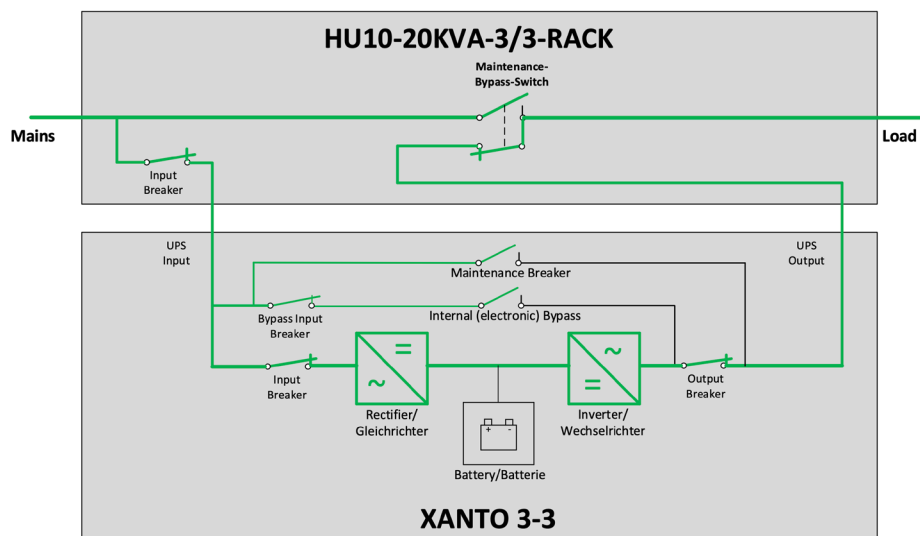 HU10-20KVA-3/3-RACK
Maintenance-
Bypass-Switch
Mains
Load
Input
Breaker
UPS
Input
UPS
Output
Maintenance Breaker
Bypass Input
Breaker
Internal (electronic) Bypass
Input
Breaker
=
~
~
=
Output
Breaker
Rectifier/
Gleichrichter
Inverter/
Wechselrichter
+ -
Battery/Batterie
XANTO 3-3